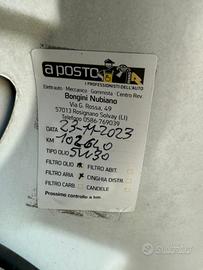 a posto
I PROFESSIONISTI DELL'AUTO
Elettrauto - Meccanico - Gommista - Centro Rev.
Bongini Nubiano
Via G. Rossa, 49
57013 Rosignano Solvay (LI)
Telefono 0586-769039
DATA 23-11-2023
KM 102640
TIPO OLIO 5W30
FILTRO OLIO FILTRO ABIT.
FILTRO ARIA CINGHIA DISTR.
FILTRO CARB. CANDELE
Prossimo controllo a km
subito